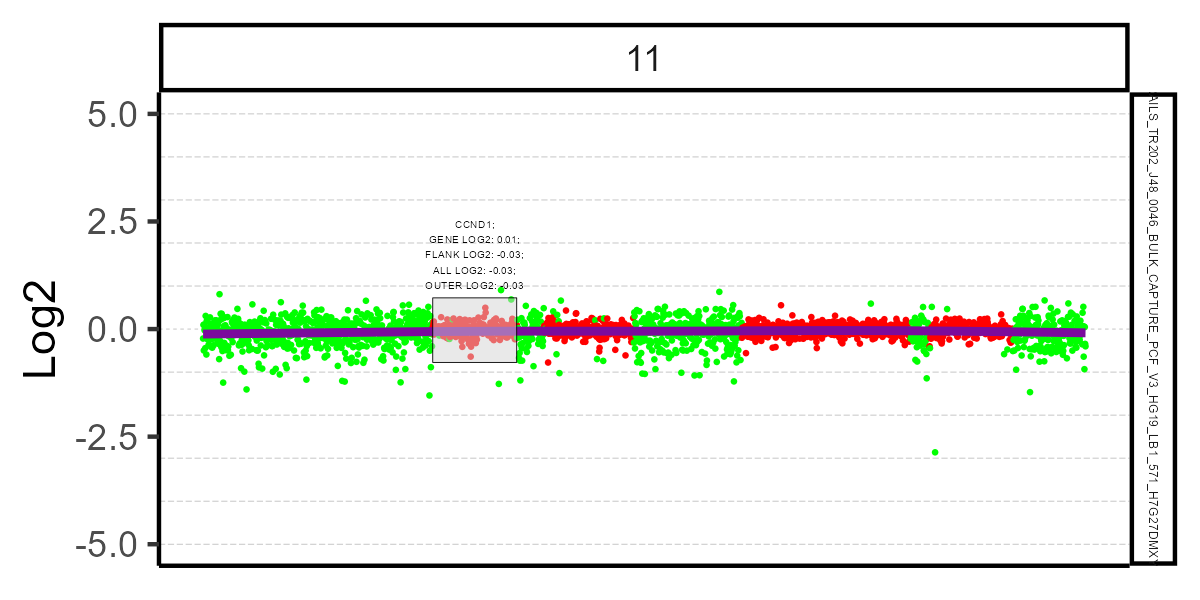 11
5.0
2.5
0.0
-2.5
-5.0
Log2
CCND1;
GENE LOG2: 0.01;
FLANK LOG2: -0.03;
ALL LOG2: -0.03;
OUTER LOG2: -0.03
AILS_TR202_J48_0046_BULK_CAPTURE_PCF_V3_HG19_LB1_571_H7G27DMX